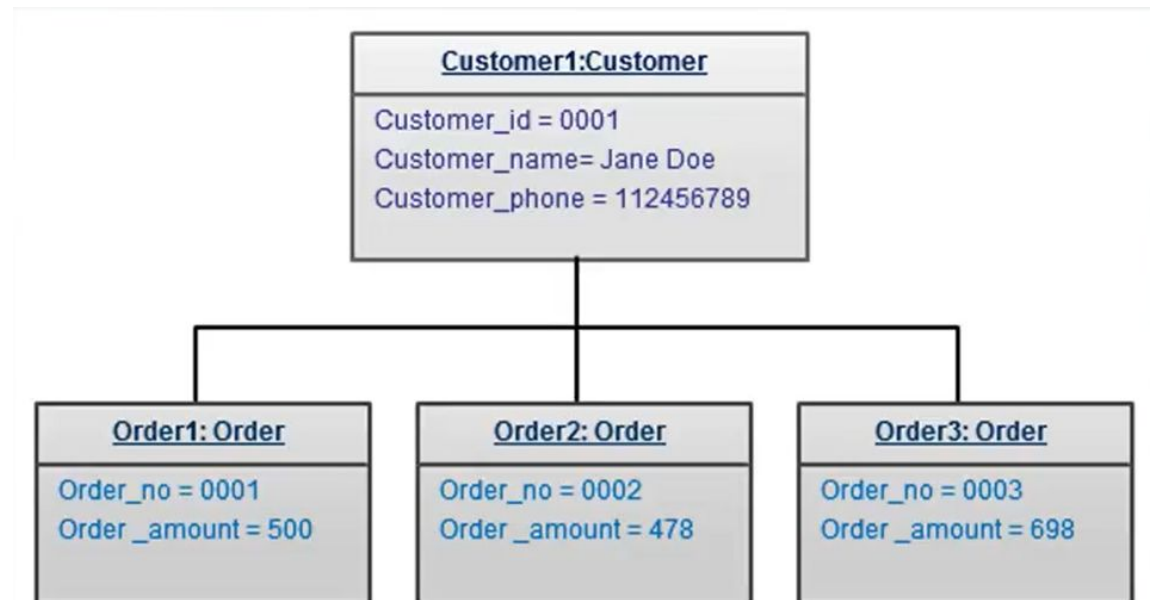 Customer1:Customer
Customer_id = 0001
Customer_name= Jane Doe
Customer_phone = 112456789
Order1: Order
Order_no = 0001
Order _amount = 500
Order2: Order
Order_no = 0002
Order _amount = 478
Order3: Order
Order_no = 0003
Order _amount = 698